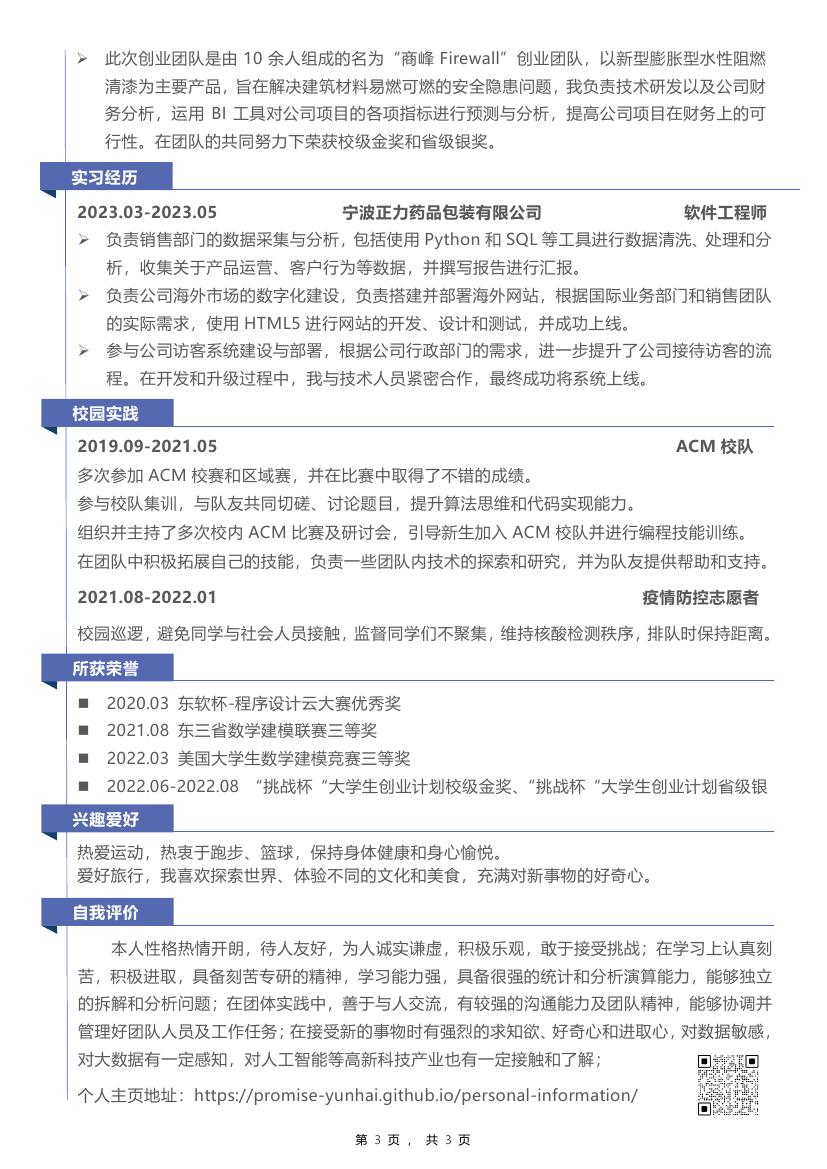 ➢ 此次创业团队是由 10 余人组成的名为“商峰 Firewall”创业团队，以新型膨胀型水性阻燃
清漆为主要产品，旨在解决建筑材料易燃可燃的安全隐患问题，我负责技术研发以及公司财
务分析，运用 BI 工具对公司项目的各项指标进行预测与分析，提高公司项目在财务上的可
行性。在团队的共同努力下荣获校级金奖和省级银奖。
实习经历
2023.03-2023.05 宁波正力药品包装有限公司 软件工程师
➢ 负责销售部门的数据采集与分析，包括使用 Python 和 SQL 等工具进行数据清洗、处理和分
析，收集关于产品运营、客户行为等数据，并撰写报告进行汇报。
➢ 负责公司海外市场的数字化建设，负责搭建并部署海外网站，根据国际业务部门和销售团队
的实际需求，使用 HTML5 进行网站的开发、设计和测试，并成功上线。
➢ 参与公司访客系统建设与部署，根据公司行政部门的需求，进一步提升了公司接待访客的流
程。在开发和升级过程中，我与技术人员紧密合作，最终成功将系统上线。
校园实践
2019.09-2021.05 ACM 校队
多次参加 ACM 校赛和区域赛，并在比赛中取得了不错的成绩。
参与校队集训，与队友共同切磋、讨论题目，提升算法思维和代码实现能力。
组织并主持了多次校内 ACM 比赛及研讨会，引导新生加入 ACM 校队并进行编程技能训练。
在团队中积极拓展自己的技能，负责一些团队内技术的探索和研究，并为队友提供帮助和支持。
2021.08-2022.01 疫情防控志愿者
校园巡逻，避免同学与社会人员接触，监督同学们不聚集，维持核酸检测秩序，排队时保持距离。
所获荣誉
■ 2020.03 东软杯-程序设计云大赛优秀奖
■ 2021.08 东三省数学建模联赛三等奖
■ 2022.03 美国大学生数学建模竞赛三等奖
■ 2022.06-2022.08 “挑战杯“大学生创业计划校级金奖、“挑战杯“大学生创业计划省级银
兴趣爱好
热爱运动，热衷于跑步、篮球，保持身体健康和身心愉悦。
爱好旅行，我喜欢探索世界、体验不同的文化和美食，充满对新事物的好奇心。
自我评价
本人性格热情开朗，待人友好，为人诚实谦虚，积极乐观，敢于接受挑战；在学习上认真刻
苦，积极进取，具备刻苦专研的精神，学习能力强，具备很强的统计和分析演算能力，能够独立
的拆解和分析问题；在团体实践中，善于与人交流，有较强的沟通能力及团队精神，能够协调并
管理好团队人员及工作任务；在接受新的事物时有强烈的求知欲、好奇心和进取心，对数据敏感，
对大数据有一定感知，对人工智能等高新科技产业也有一定接触和了解；
个人主页地址：https://promise-yunhai.github.io/personal-information/
第 3 页 ， 共 3 页